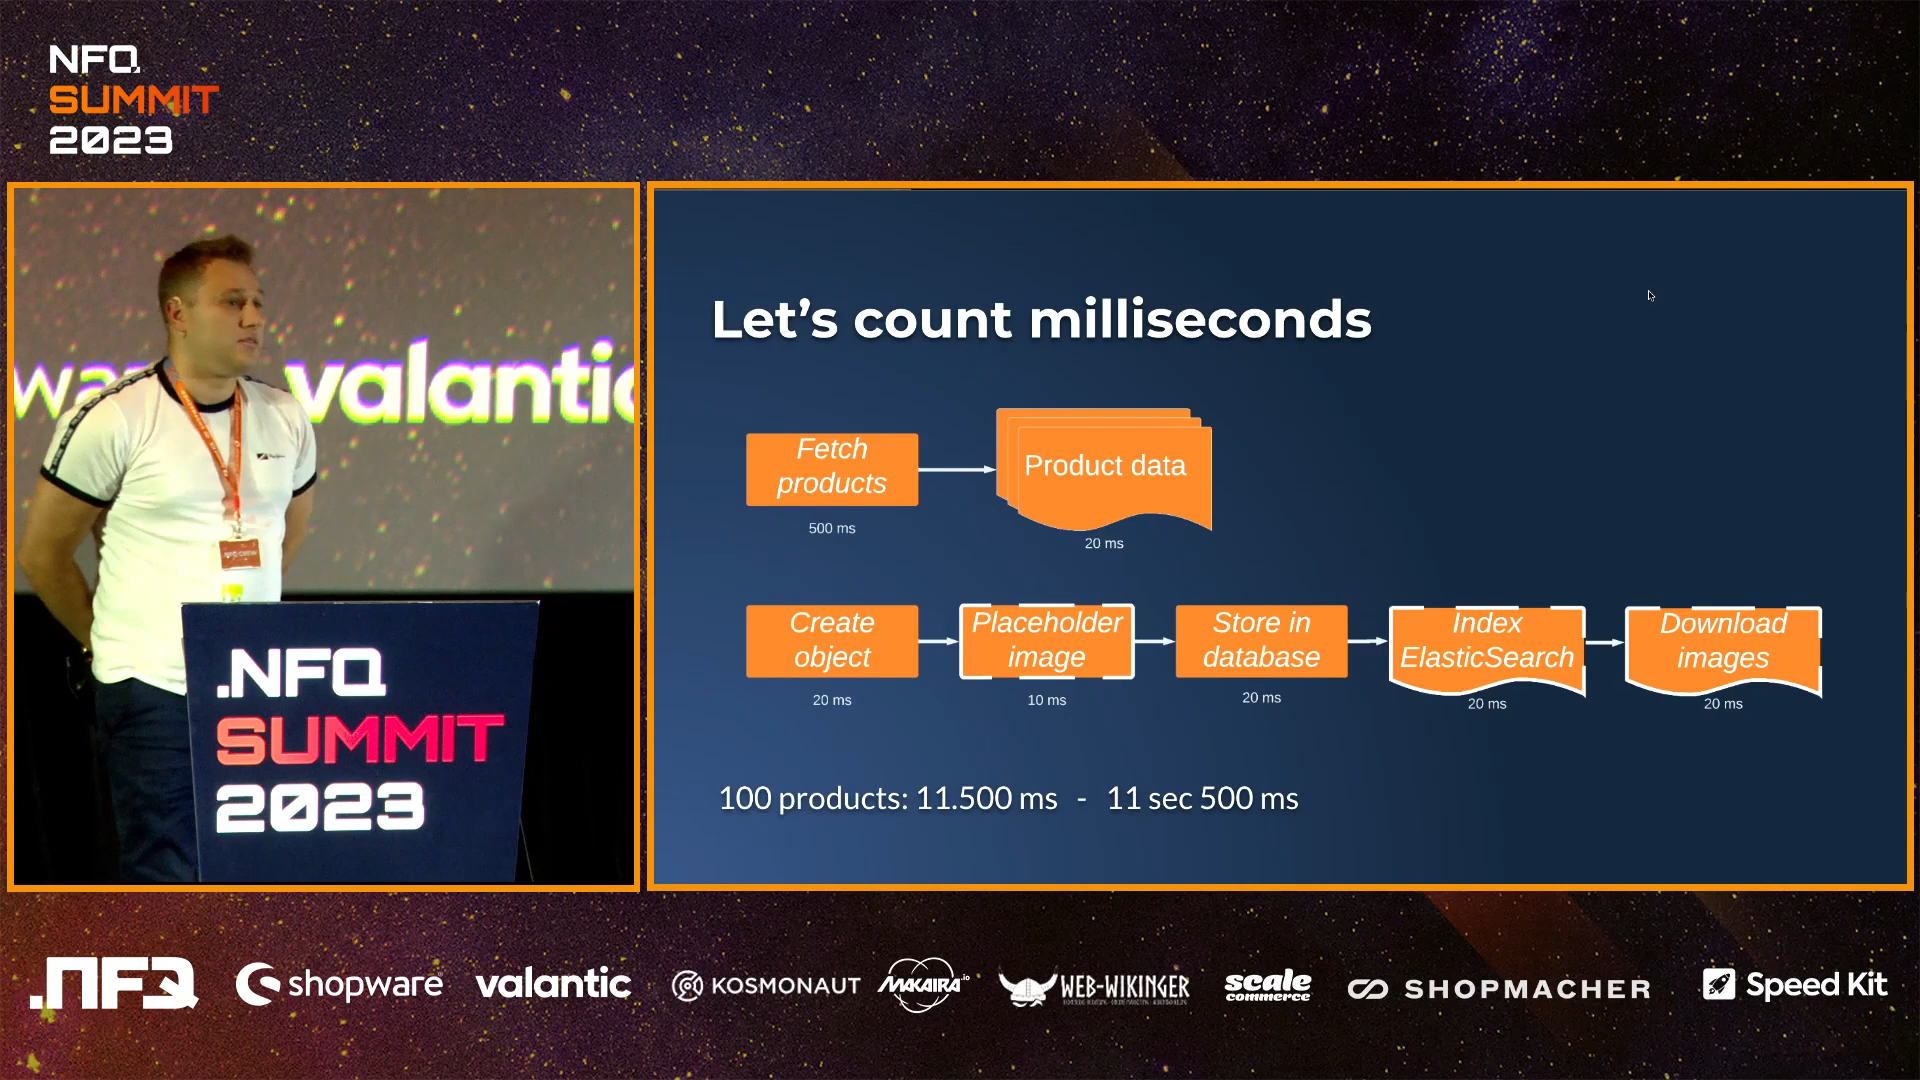 NFQ
SUMMIT
2023
valantic
.NFQ
SUMMIT
2023
Let's count milliseconds
Fetch
products
500 ms
Product data
20 ms
Create
object
20 ms
Placeholder
image
10 ms
Store in
database
20 ms
Index
ElasticSearch
20 ms
Download
images
20 ms
100 products: 11.500 ms - 11 sec 500 ms
.NFQ
shopware
valantic
KOSMONAUT
MAKAIRA.io
WEB-WIKINGER
scale
commerce
SHOPMACHER
Speed Kit